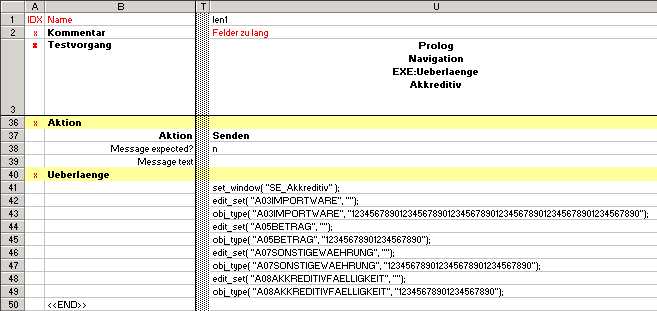 A B T U
1 IDX Name len1
2 x Kommentar Felder zu lang
x Testvorgang Prolog
Navigation
EXE:Ueberlaenge
Akkreditiv
3
36 x Aktion
37 Aktion Senden
38 Message expected? n
39 Message text
40 x Ueberlaenge
41 set_window( "SE_Akkreditiv" );
42 edit_set( "A03IMPORTWARE", "");
43 obj_type( "A03IMPORTWARE", "1234567890123456789012345678901234567890123456789012345678901234567890");
44 edit_set( "A05BETRAG", "");
45 obj_type( "A05BETRAG", "12345678901234567890");
46 edit_set( "A07SONSTIGEWAEHRUNG", "");
47 obj_type( "A07SONSTIGEWAEHRUNG", "12345678901234567890");
48 edit_set( "A08AKKREDITIVFAELLIGKEIT", "");
49 obj_type( "A08AKKREDITIVFAELLIGKEIT", "12345678901234567890");
50 <<END>>